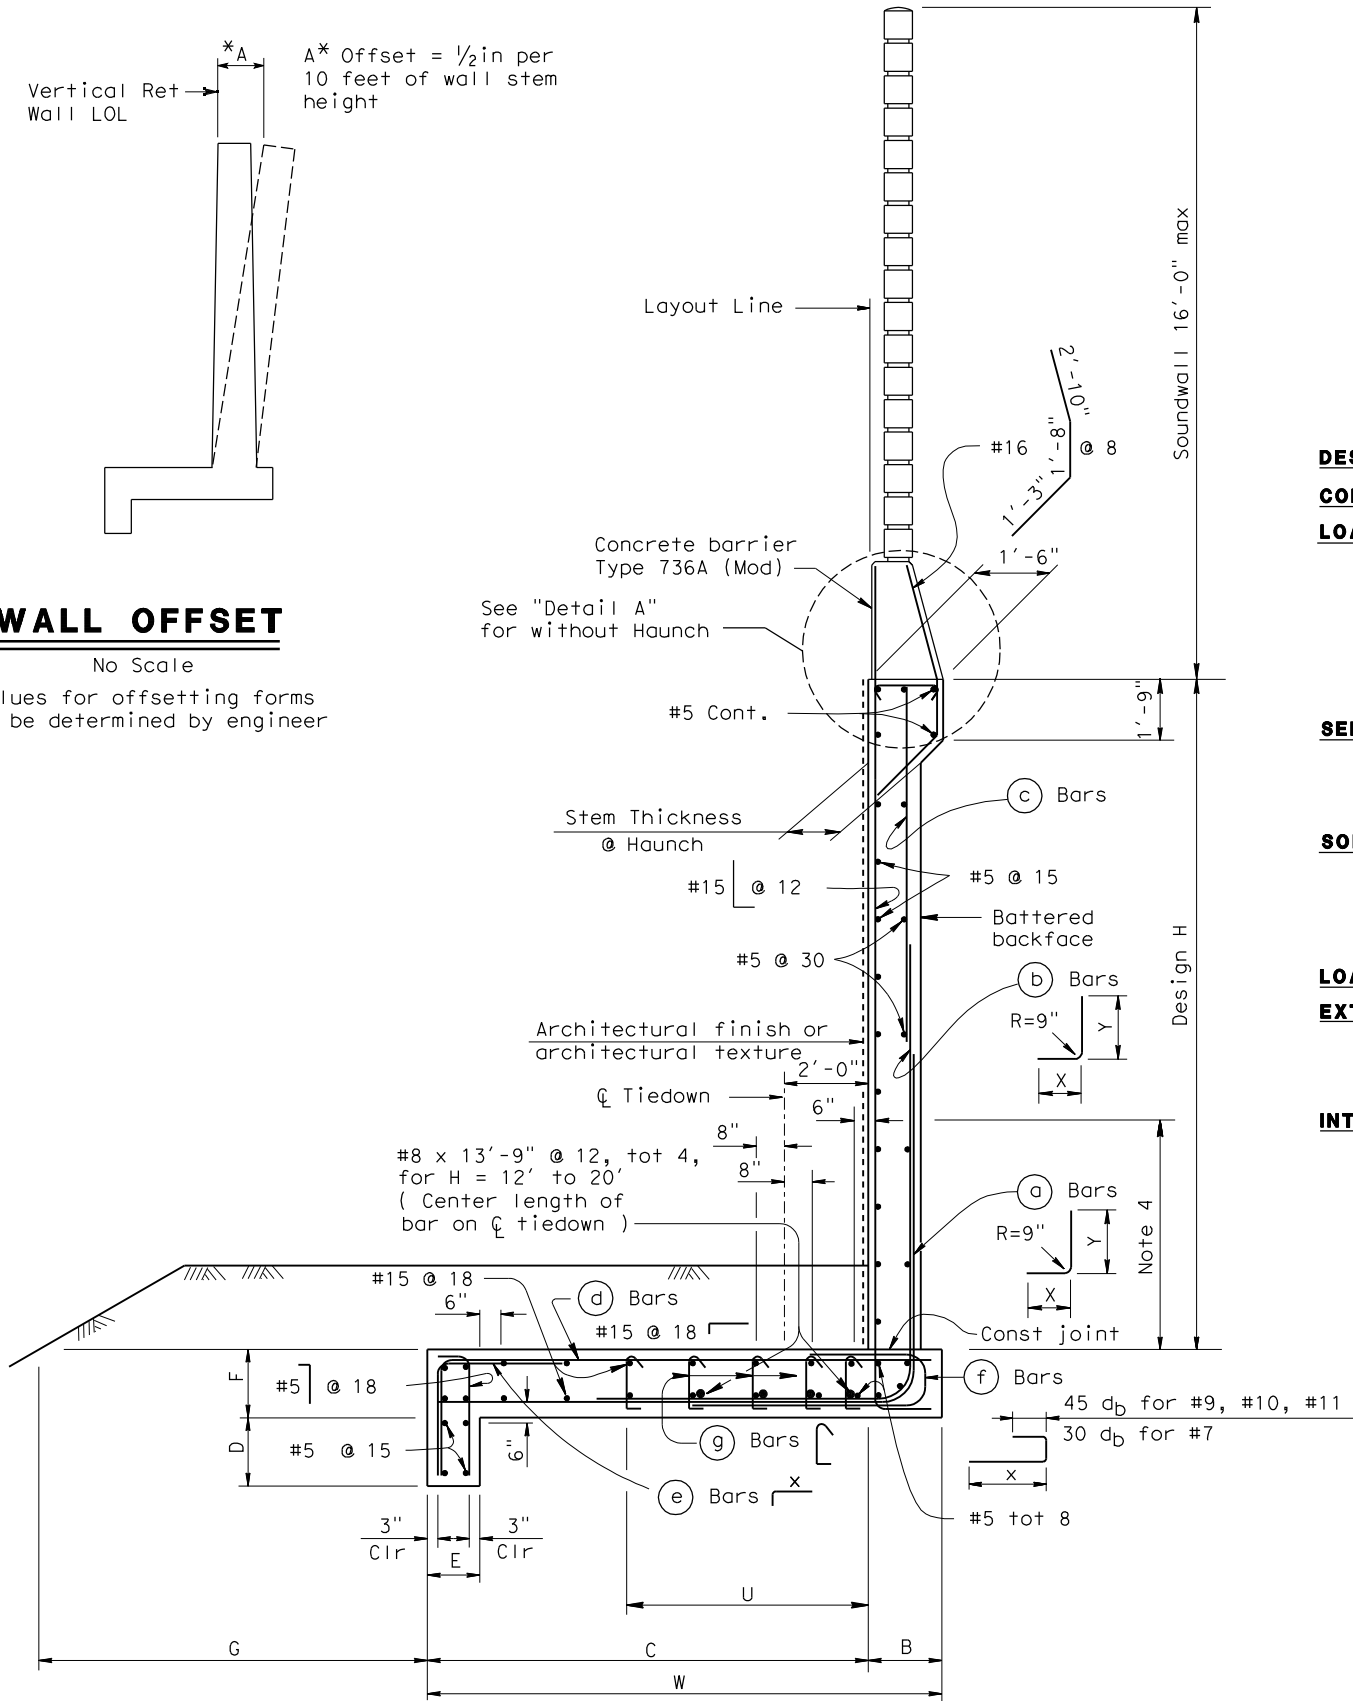 *A
A* Offset = 1/2in per
10 feet of wall stem
height
Vertical Ret
Wall LOL
WALL OFFSET
No Scale
lues for offsetting forms
be determined by engineer
Layout Line
Soundwall 16'-0" max
2'-10"
1'-8"
1'-3"
#16 @ 8
Concrete barrier
Type 736A (Mod)
1'-6"
See "Detail A"
for without Haunch
#5 Cont.
1'-9"
c Bars
Stem Thickness
@ Haunch
#15 @ 12
#5 @ 15
Battered
backface
#5 @ 30
b Bars
R=9"
Y
X
Design H
Architectural finish or
architectural texture
2'-0"
℄ Tiedown
6"
8"
8"
#8 x 13'-9" @ 12, tot 4,
for H = 12' to 20'
( Center length of
bar on ℄ tiedown )
a Bars
R=9"
Y
X
Note 4
#15 @ 18
6"
d Bars
#15 @ 18
Const joint
F
#5 @ 18
f Bars
45 db for #9, #10, #11
30 db for #7
x
D
#5 @ 15
6"
g Bars
e Bars x
#5 tot 8
3"
Clr
3"
Clr
E
U
G
C
B
W
DES
LOA
SOI
LOA
EXT
INT